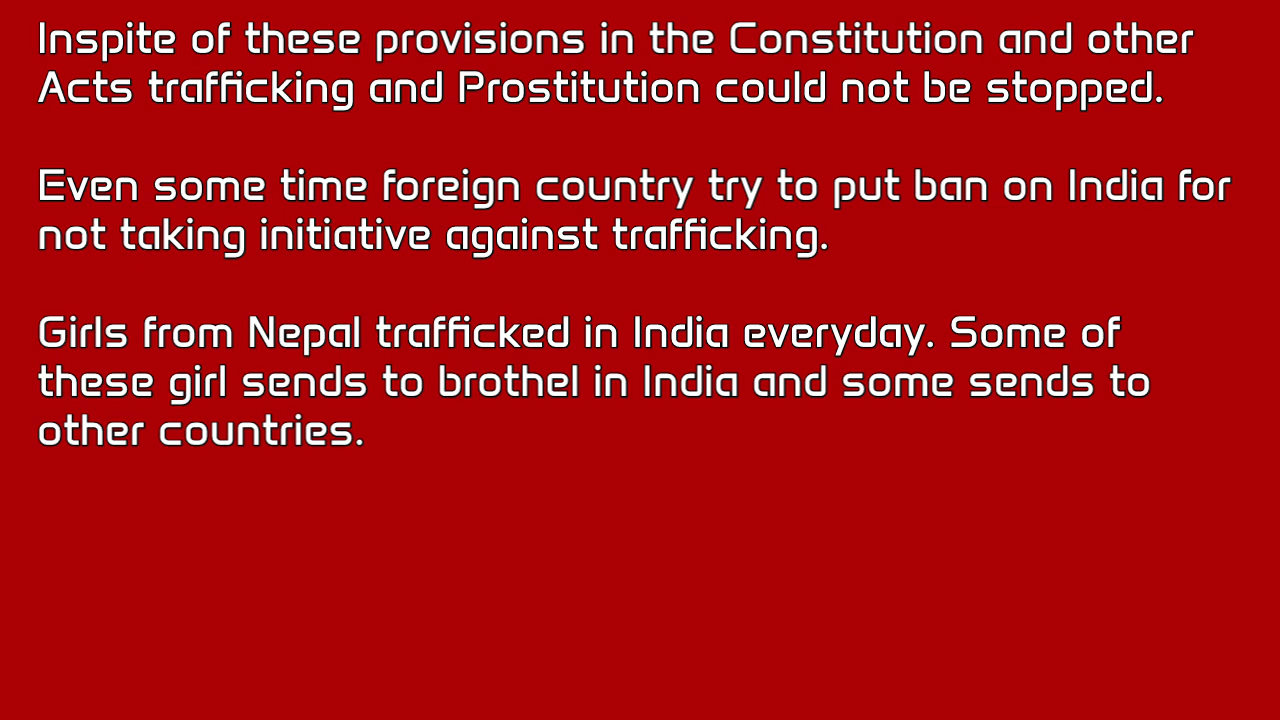 Inspite of these provisions in the Constitution and other
Acts trafficking and Prostitution could not be stopped.
Even some time foreign country try to put ban on India for
not taking initiative against trafficking.
Girls from Nepal trafficked in India everyday. Some of
these girl sends to brothel in India and some sends to
other countries.